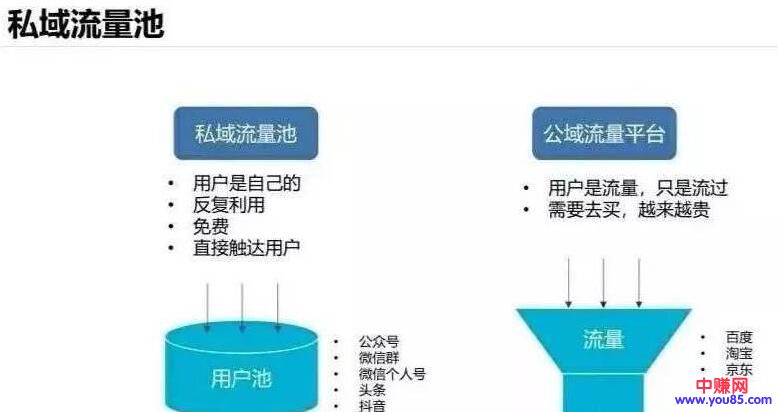 私域流量池
私域流量池
• 用户是自己的
• 反复利用
• 免费
• 直接触达用户
用户池
• 公众号
• 微信群
• 微信个人号
• 头条
• 抖音
公域流量平台
• 用户是流量，只是流过
• 需要去买，越来越贵
流量
• 百度
• 淘宝
• 京东
中赚网
www.you85.com